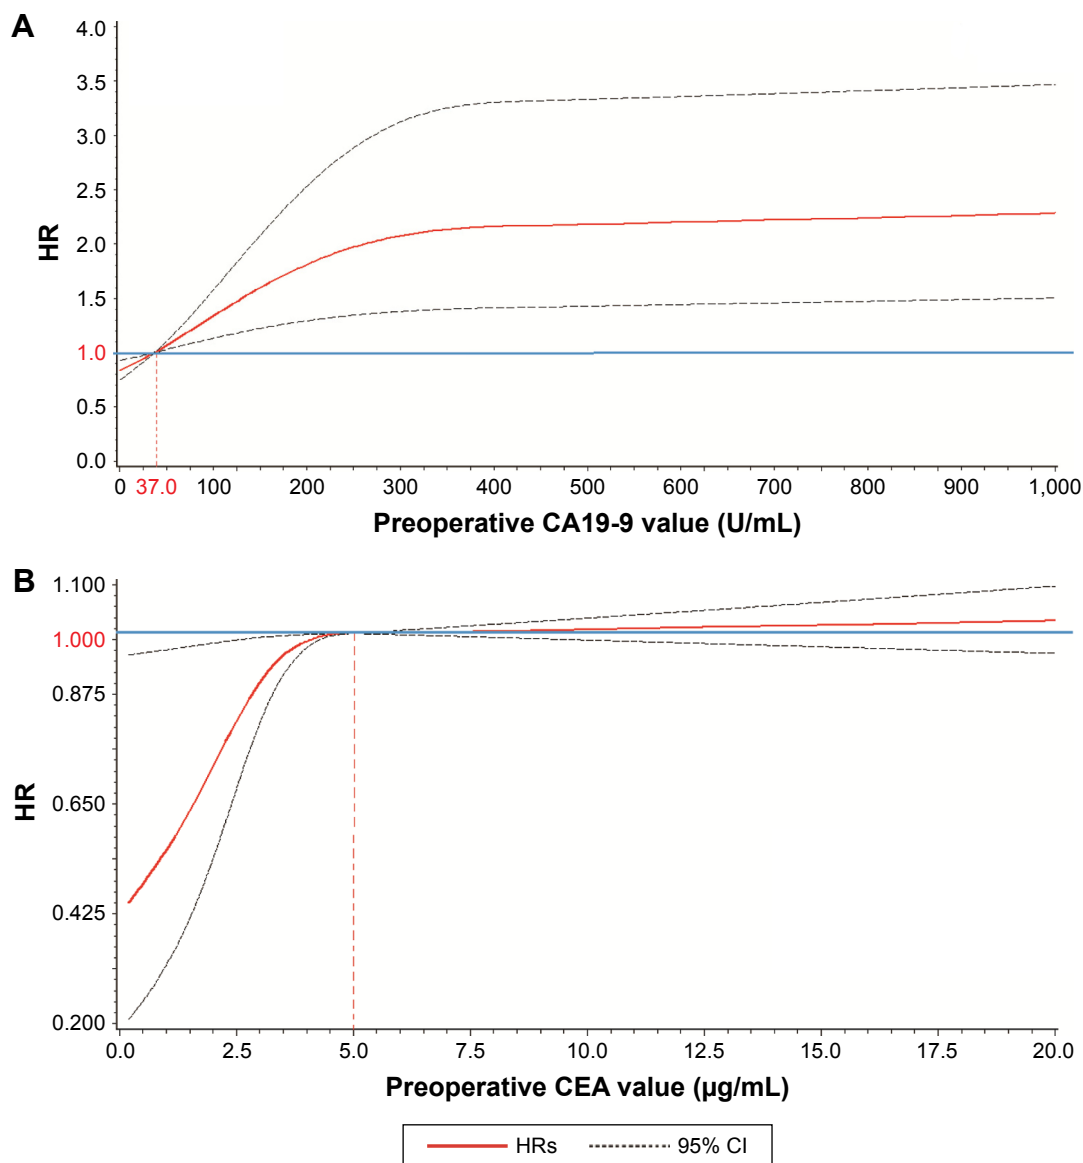 A
4.0
3.5
3.0
2.5
2.0
1.5
1.0
0.5
0.0
HR
0 37.0 100 200 300 400 500 600 700 800 900 1,000
Preoperative CA19-9 value (U/mL)
B
1.100
1.000
0.875
0.650
0.425
0.200
HR
0.0 2.5 5.0 7.5 10.0 12.5 15.0 17.5 20.0
Preoperative CEA value (μg/mL)
HRs 95% CI